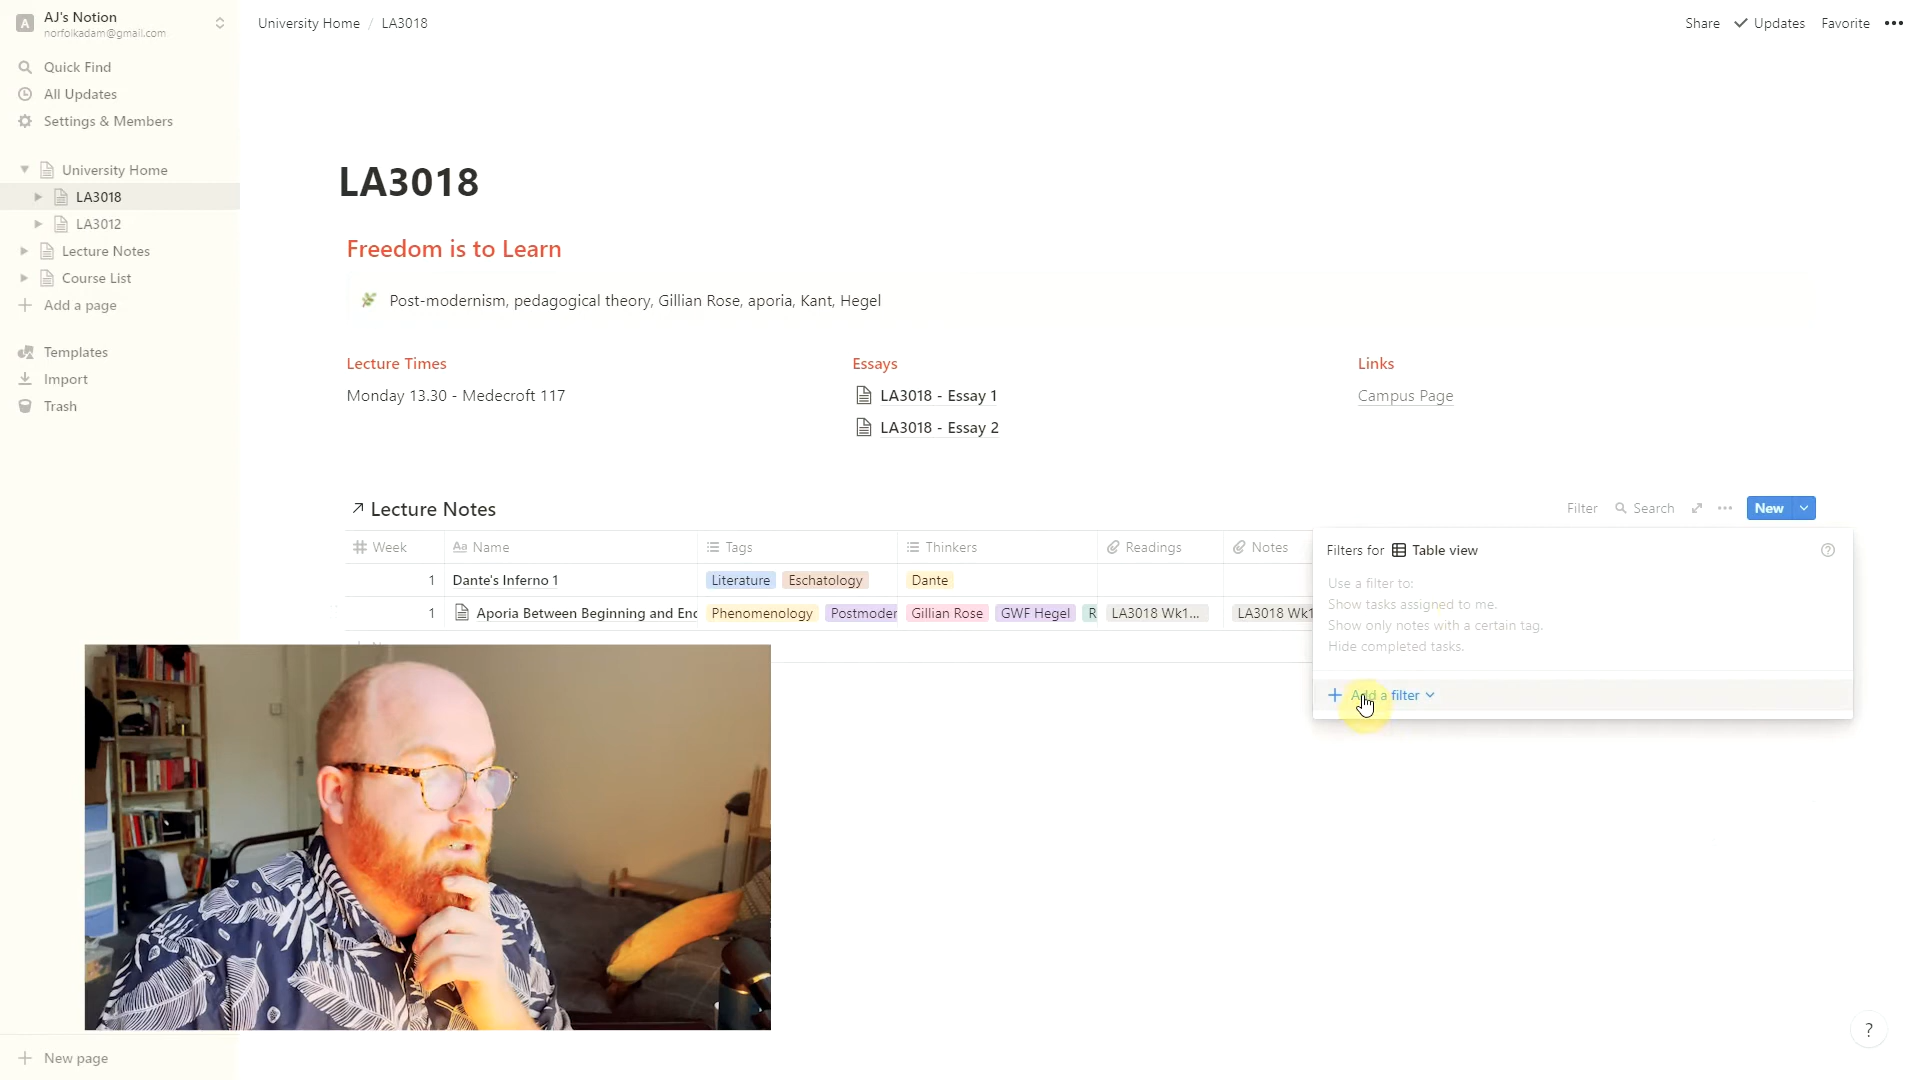 A AJ's Notion
norfolkadam@gmail.com
Quick Find
All Updates
Settings & Members
University Home
LA3018
LA3012
Lecture Notes
Course List
Add a page
Templates
Import
Trash
New page
University Home / LA3018
Share Updates Favorite
LA3018
Freedom is to Learn
Post-modernism, pedagogical theory, Gillian Rose, aporia, Kant, Hegel
Lecture Times
Monday 13.30 - Medecroft 117
Essays
LA3018 - Essay 1
LA3018 - Essay 2
Links
Campus Page
Lecture Notes
Filter Search New
Week Name Tags Thinkers Readings Notes
1 Dante's Inferno 1 Literature Eschatology Dante
1 Aporia Between Beginning and Phenomenology Gillian Rose GWF Hegel R LA3018 Wk1... LA3018 Wk1
Filters for Table view
Use a filter to:
Show tasks assigned to me.
Show only notes with a certain tag.
Hide completed tasks.
Add a filter
?